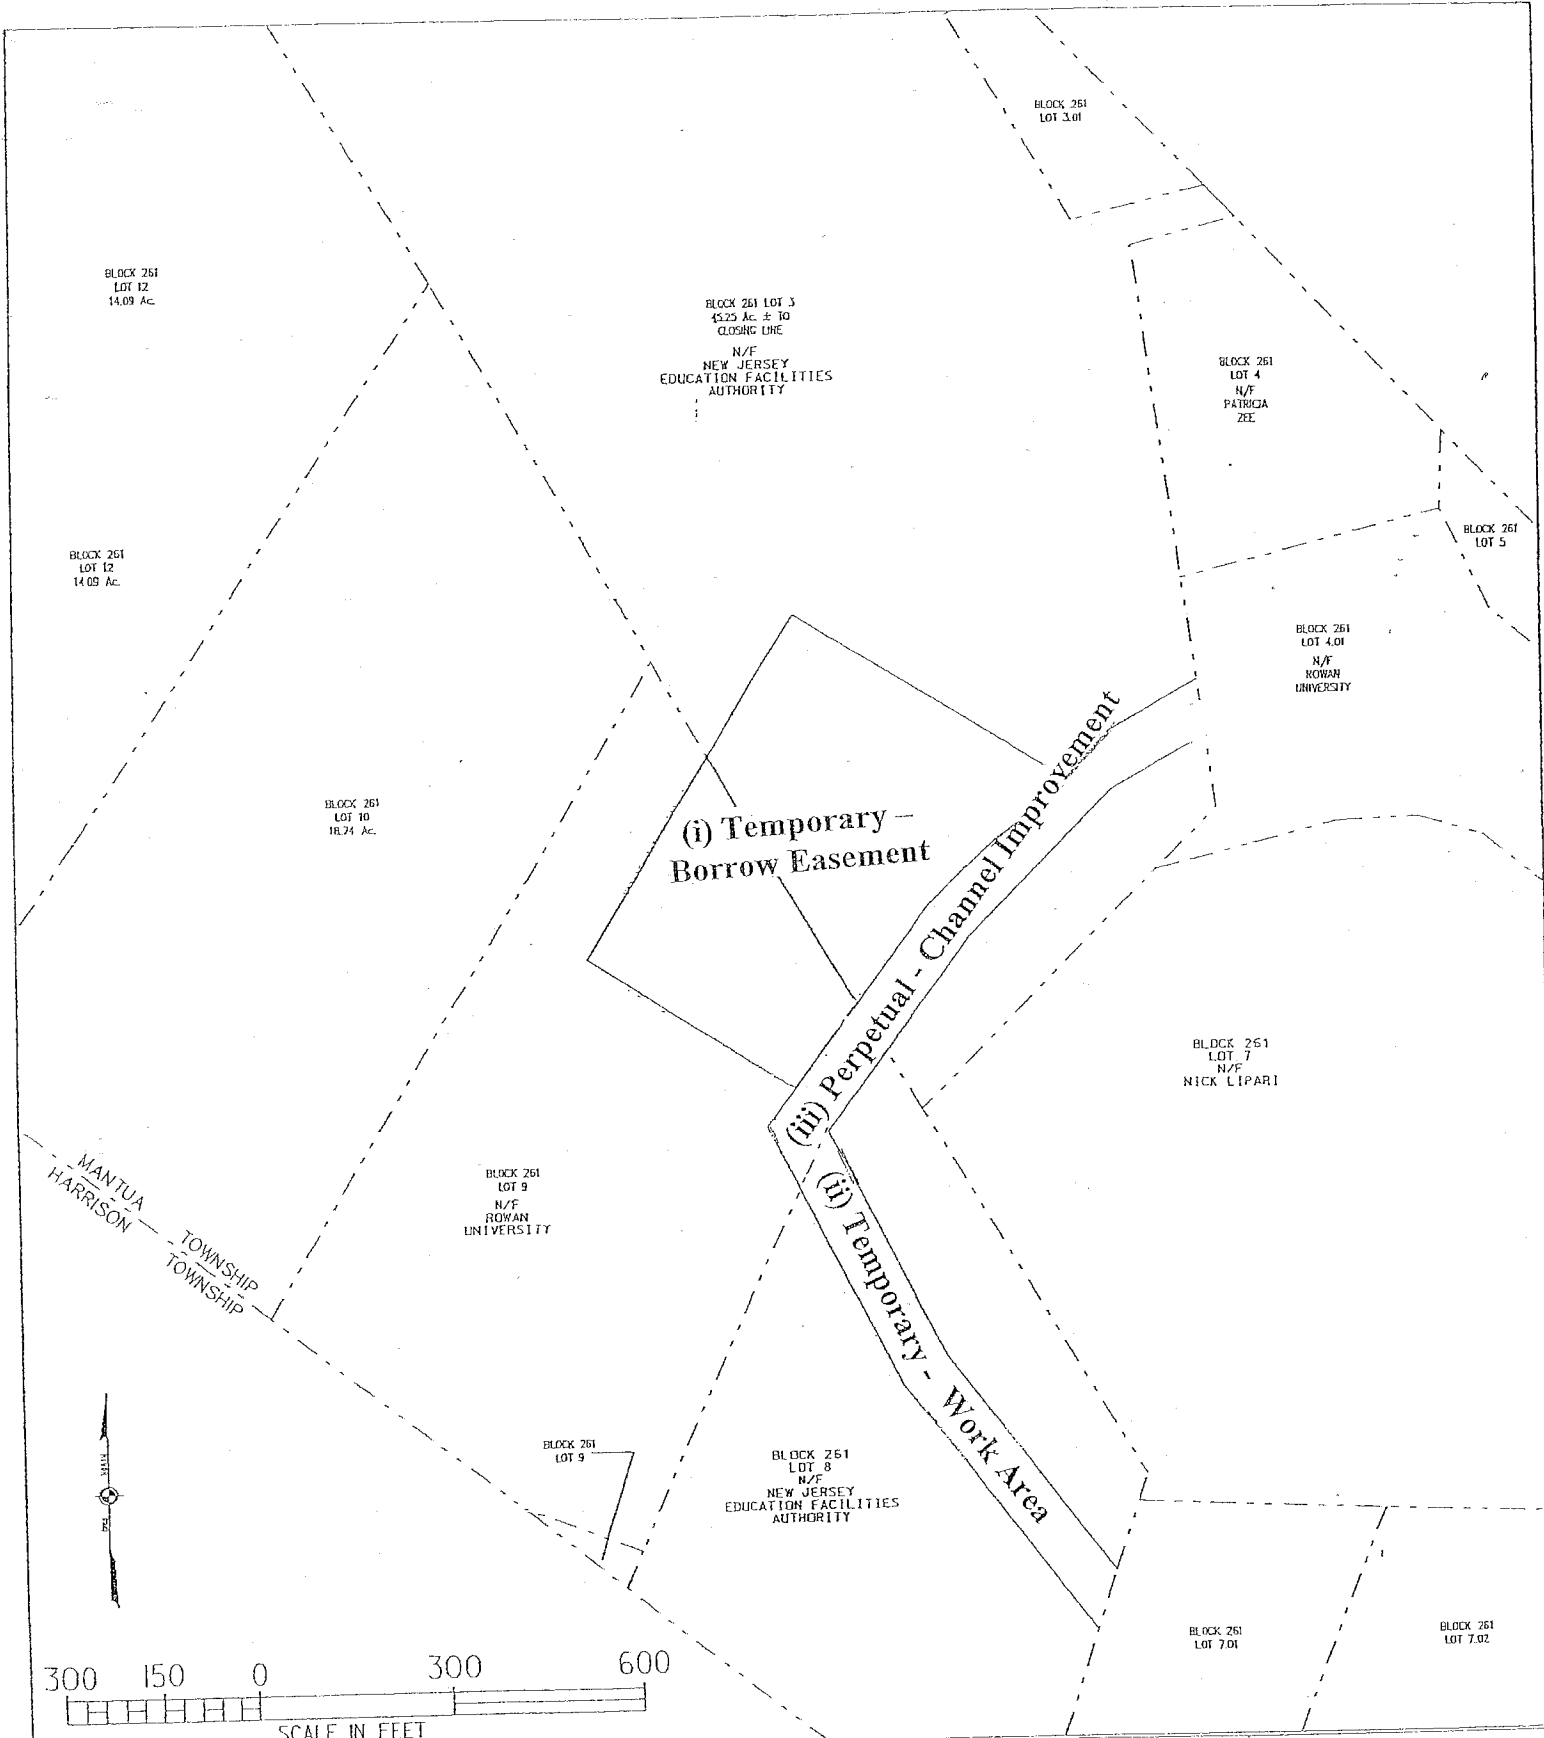 BLOCK 261
LOT 3.01
BLOCK 261
LOT 12
14.09 Ac.
BLOCK 261 LOT 3
45.25 Ac. ± TO
CLOSING LINE
N/F
NEW JERSEY
EDUCATION FACILITIES
AUTHORITY
BLOCK 261
LOT 4
N/F
PATRICIA
ZEE
BLOCK 261
LOT 5
BLOCK 261
LOT 12
14.09 Ac.
BLOCK 261
LOT 4.01
N/F
ROWAN
UNIVERSITY
BLOCK 261
LOT 10
18.74 Ac.
(i) Temporary –
Borrow Easement
(iii) Perpetual - Channel Improvement
BLOCK 261
LOT 7
N/F
NICK LIPARI
MANTUA TOWNSHIP
HARRISON TOWNSHIP
BLOCK 261
LOT 9
N/F
ROWAN
UNIVERSITY
(ii) Temporary - Work Area
BLOCK 261
LOT 9
BLOCK 261
LOT 8
N/F
NEW JERSEY
EDUCATION FACILITIES
AUTHORITY
BLOCK 261
LOT 7.01
BLOCK 261
LOT 7.02
300 150 0 300 600
SCALE IN FEET